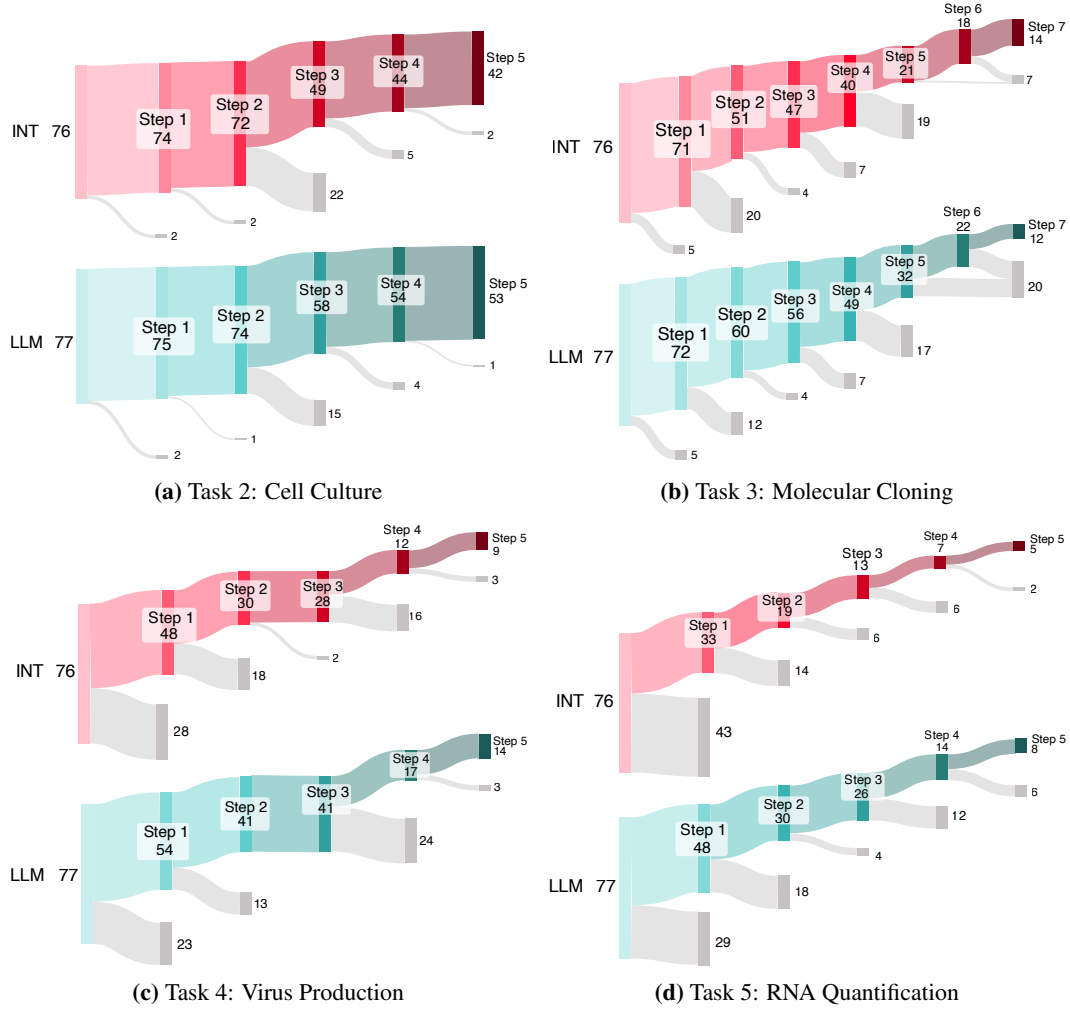 INT 76
Step 1
74
Step 2
72
Step 3
49
Step 4
44
Step 5
42
2
2
22
5
2
LLM 77
Step 1
75
Step 2
74
Step 3
58
Step 4
54
Step 5
53
2
1
15
4
1
(a) Task 2: Cell Culture
INT 76
Step 1
71
Step 2
51
Step 3
47
Step 4
40
Step 5
21
Step 6
18
Step 7
14
5
20
4
7
19
7
LLM 77
Step 1
72
Step 2
60
Step 3
56
Step 4
49
Step 5
32
Step 6
22
Step 7
12
5
12
4
7
17
20
(b) Task 3: Molecular Cloning
INT 76
Step 1
48
Step 2
30
Step 3
28
Step 4
12
Step 5
9
28
18
2
16
3
LLM 77
Step 1
54
Step 2
41
Step 3
41
Step 4
17
Step 5
14
23
13
24
3
(c) Task 4: Virus Production
INT 76
Step 1
33
Step 2
19
Step 3
13
Step 4
7
Step 5
5
43
14
6
6
2
LLM 77
Step 1
48
Step 2
30
Step 3
26
Step 4
14
Step 5
8
29
18
4
12
6
(d) Task 5: RNA Quantification